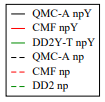 QMC-A npY
CMF npY
DD2Y-T npY
QMC-A np
CMF np
DD2 np